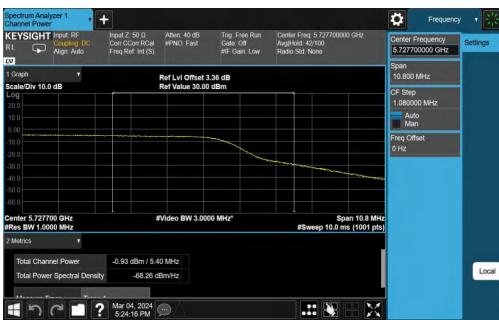 Spectrum Analyzer 1
Channel Power
Frequency
KEYSIGHT
Input: RF
Coupling: DC
Align: Auto
R L
Input Z: 50 Ω
Corr CCorr RCal
Freq Ref: Int (S)
Atten: 40 dB
#PNO: Fast
Trig: Free Run
Gate: Off
#IF Gain: Low
Center Freq: 5.727700000 GHz
Avg|Hold: 42/100
Radio Std: None
Center Frequency
5.727700000 GHz
Settings
Span
10.800 MHz
CF Step
1.080000 MHz
Auto
Man
Freq Offset
0 Hz
1 Graph
Scale/Div 10.0 dB
Ref Lvl Offset 3.36 dB
Ref Value 30.00 dBm
Log
20.0
10.0
0.00
-10.0
-20.0
-30.0
-40.0
-50.0
-60.0
Center 5.727700 GHz
#Video BW 3.0000 MHz*
Span 10.8 MHz
#Res BW 1.0000 MHz
#Sweep 10.0 ms (1001 pts)
2 Metrics
Total Channel Power
-0.93 dBm / 5.40 MHz
Total Power Spectral Density
-68.26 dBm/Hz
Local
Mar 04, 2024
5:24:16 PM